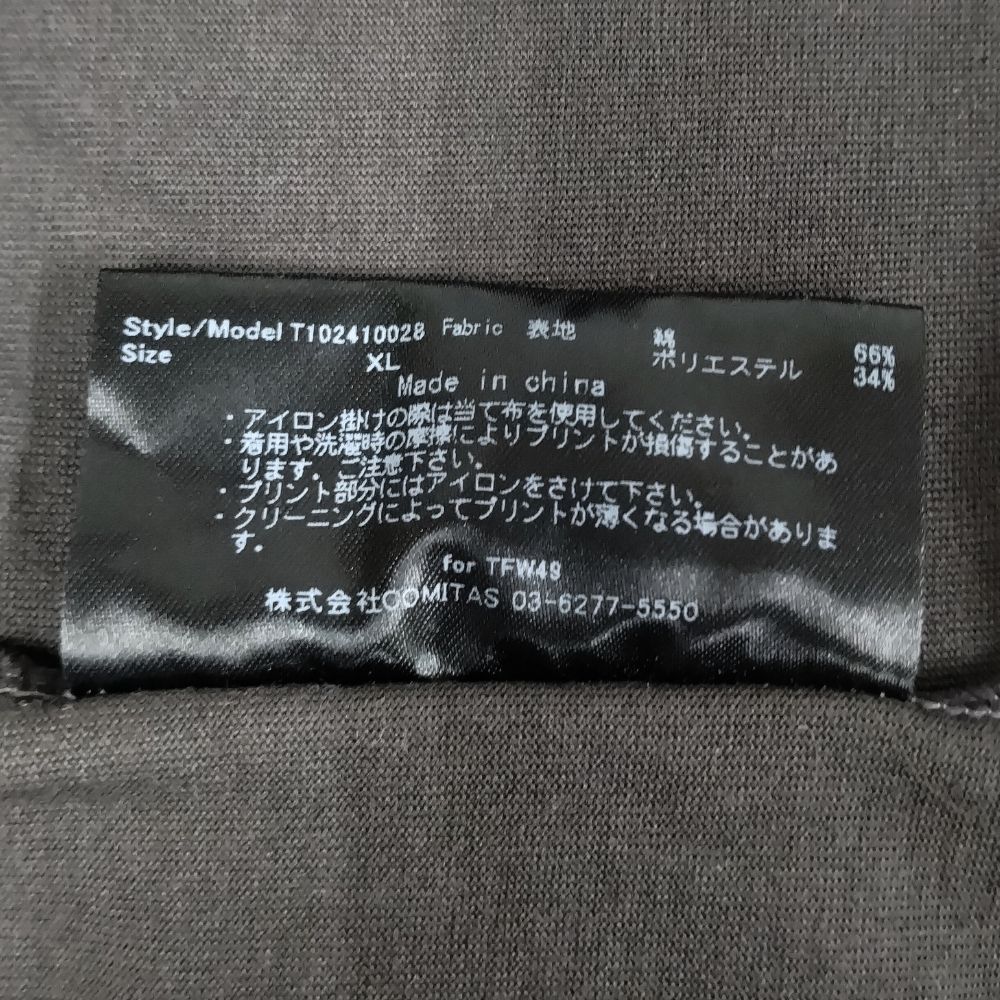 Style/Model T102410028 Fabric 表地 綿 66%
Size XL ポリエステル 34%
Made in china
・アイロン掛けの際は当て布を使用してください。
・着用や洗濯時の摩擦によりプリントが損傷することがあ
ります。ご注意下さい。
・プリント部分にはアイロンをさけて下さい。
・クリーニングによってプリントが薄くなる場合がありま
す。
for TFW49
株式会社COMITAS 03-6277-5550